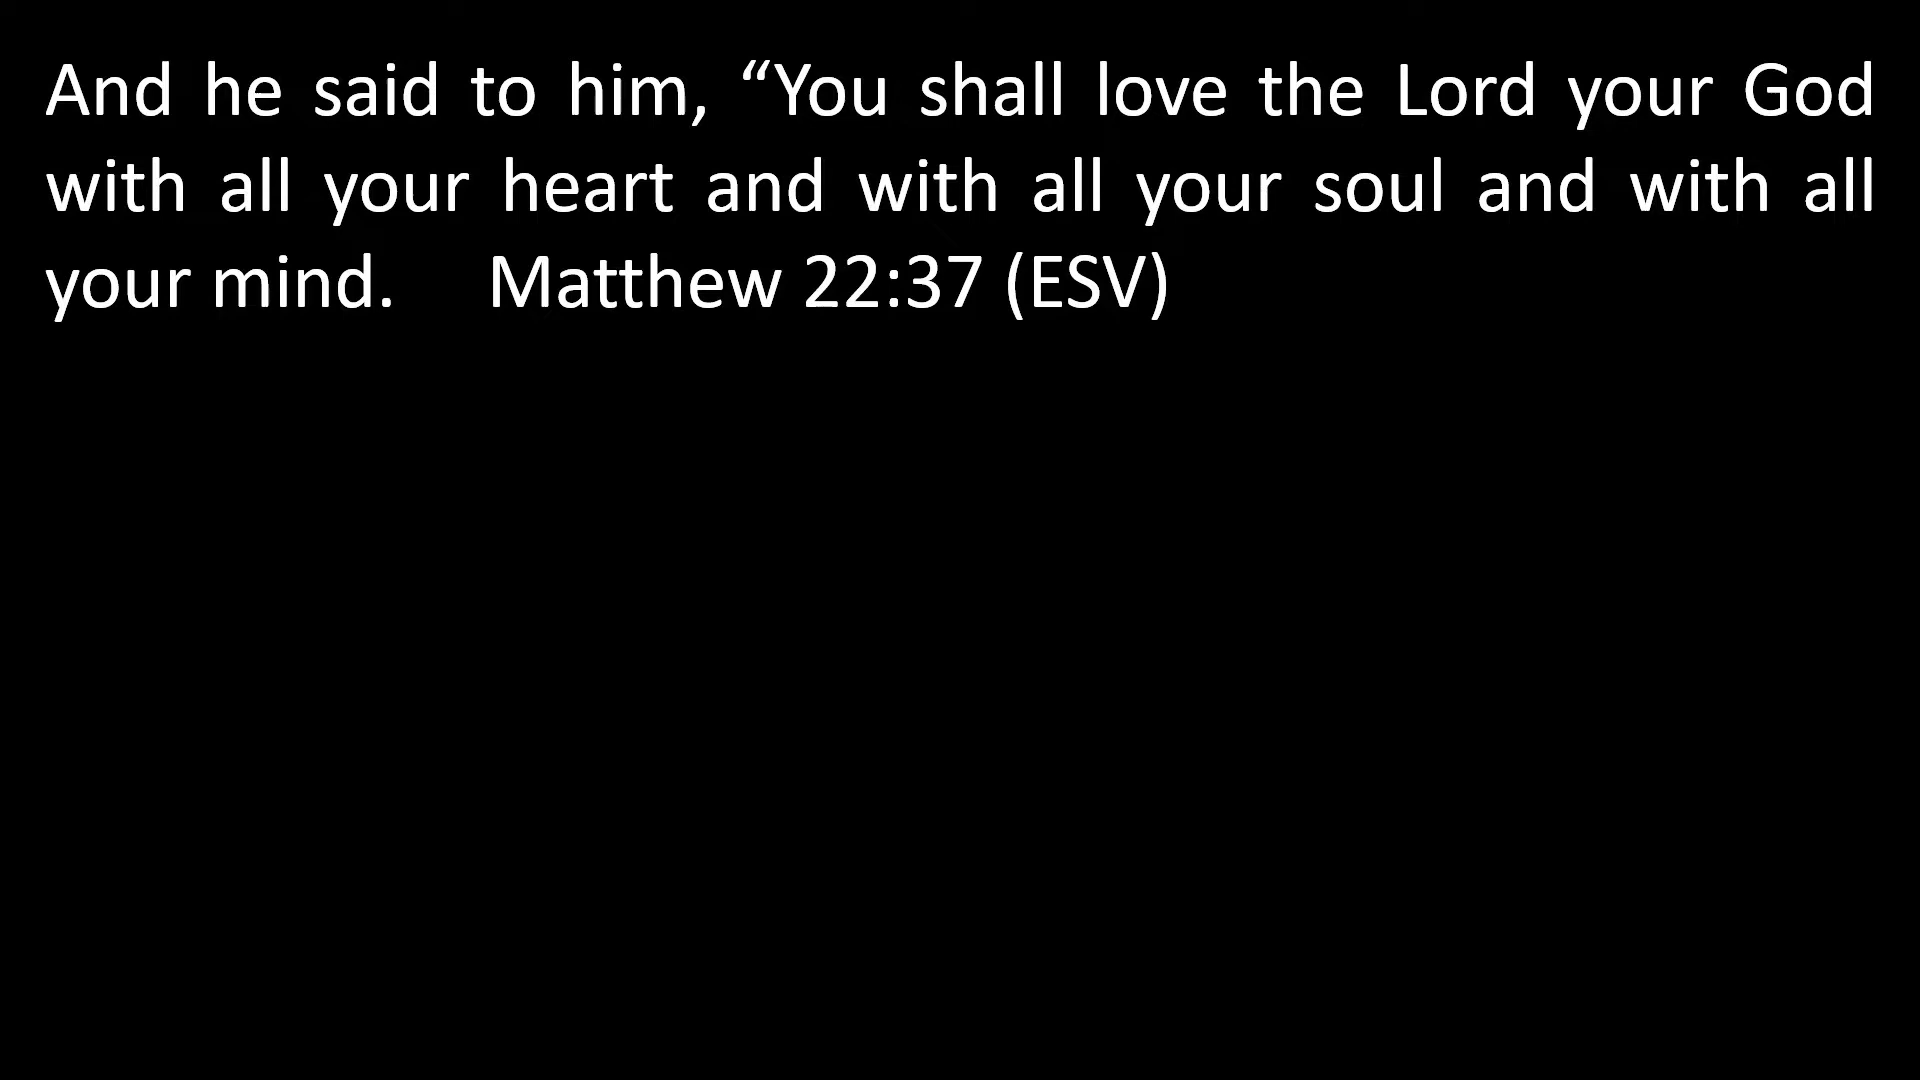 And he said to him, “You shall love the Lord your God
with all your heart and with all your soul and with all
your mind. Matthew 22:37 (ESV)